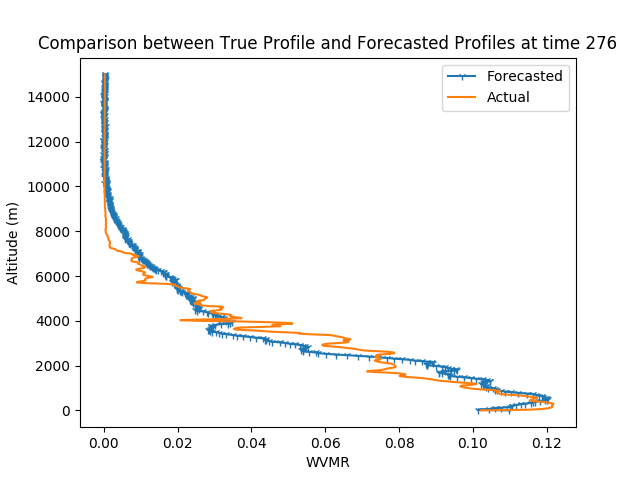 Comparison between True Profile and Forecasted Profiles at time 276
Forecasted
Actual
14000
12000
10000
8000
6000
4000
2000
0
Altitude (m)
0.00 0.02 0.04 0.06 0.08 0.10 0.12
WVMR